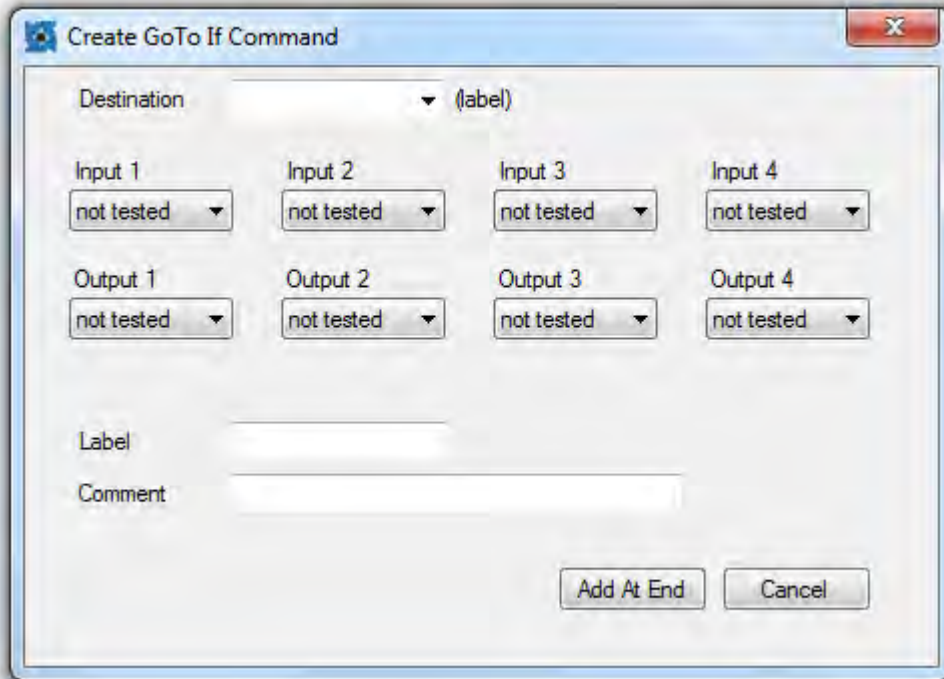 Create GoTo If Command
Destination (label)
Input 1 Input 2 Input 3 Input 4
not tested not tested not tested not tested
Output 1 Output 2 Output 3 Output 4
not tested not tested not tested not tested
Label
Comment
Add At End Cancel